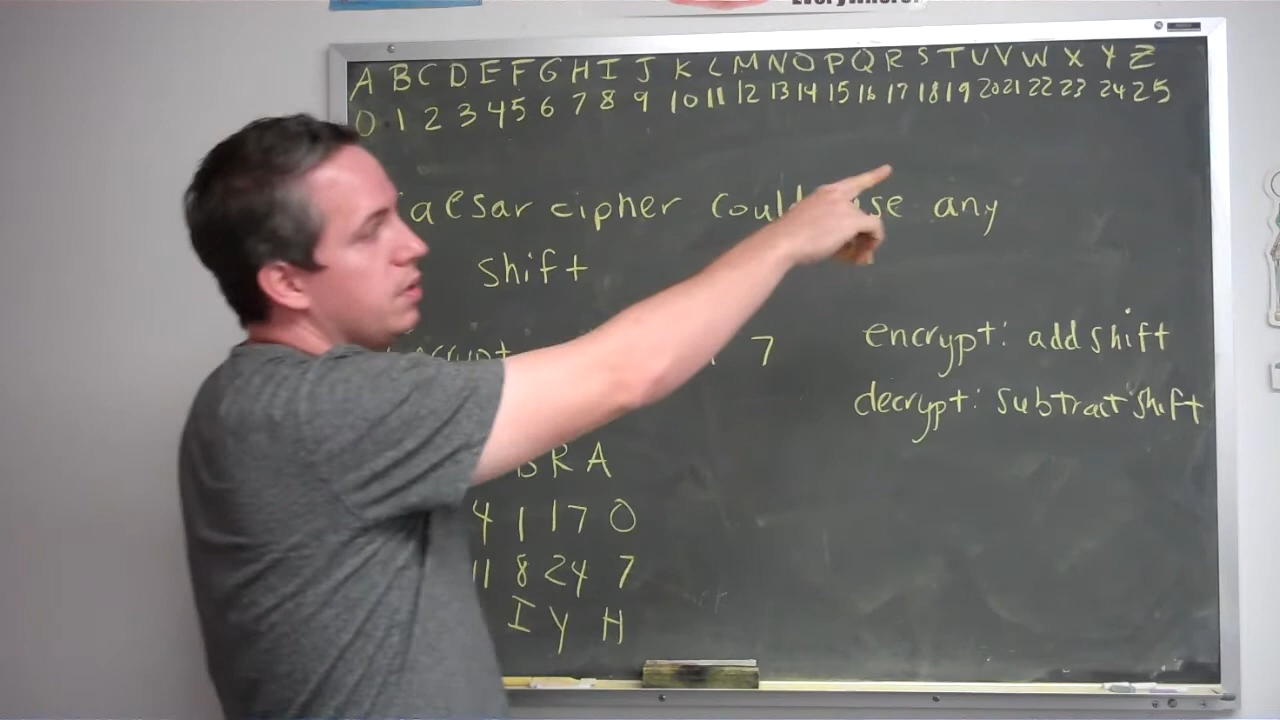 Everywhere!
A B C D E F G H I J K L M N O P Q R S T U V W X Y Z
0 1 2 3 4 5 6 7 8 9 10 11 12 13 14 15 16 17 18 19 20 21 22 23 24 25
aesar cipher could use any
shift
7
encrypt: add shift
decrypt: subtract shift
B R A
4 1 17 0
11 8 24 7
I Y H